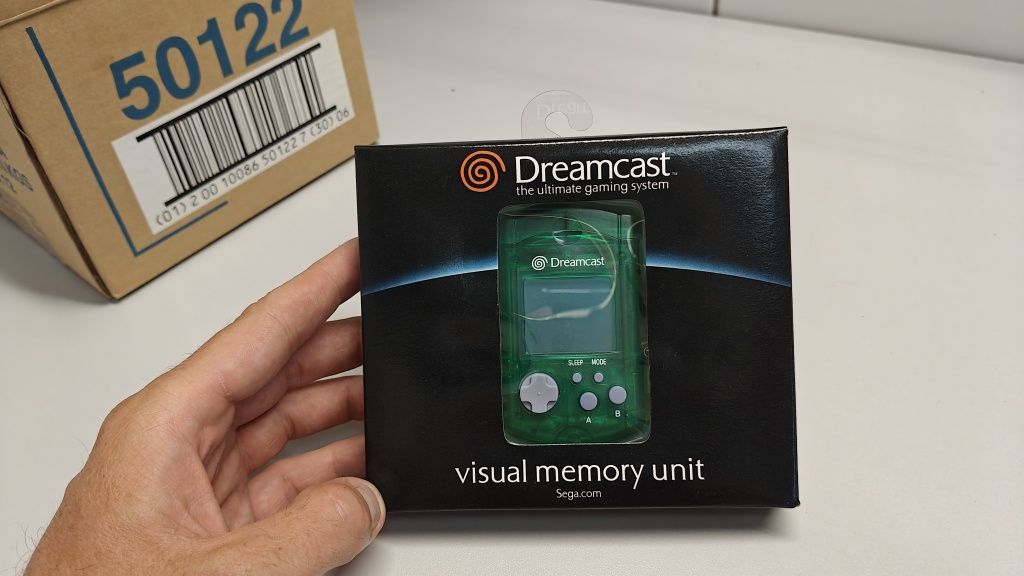 50122
(01) 2 00 10086 50122 7 (30) 06
Dreamcast™
the ultimate gaming system
Dreamcast
SLEEP MODE
A B
visual memory unit
Sega.com